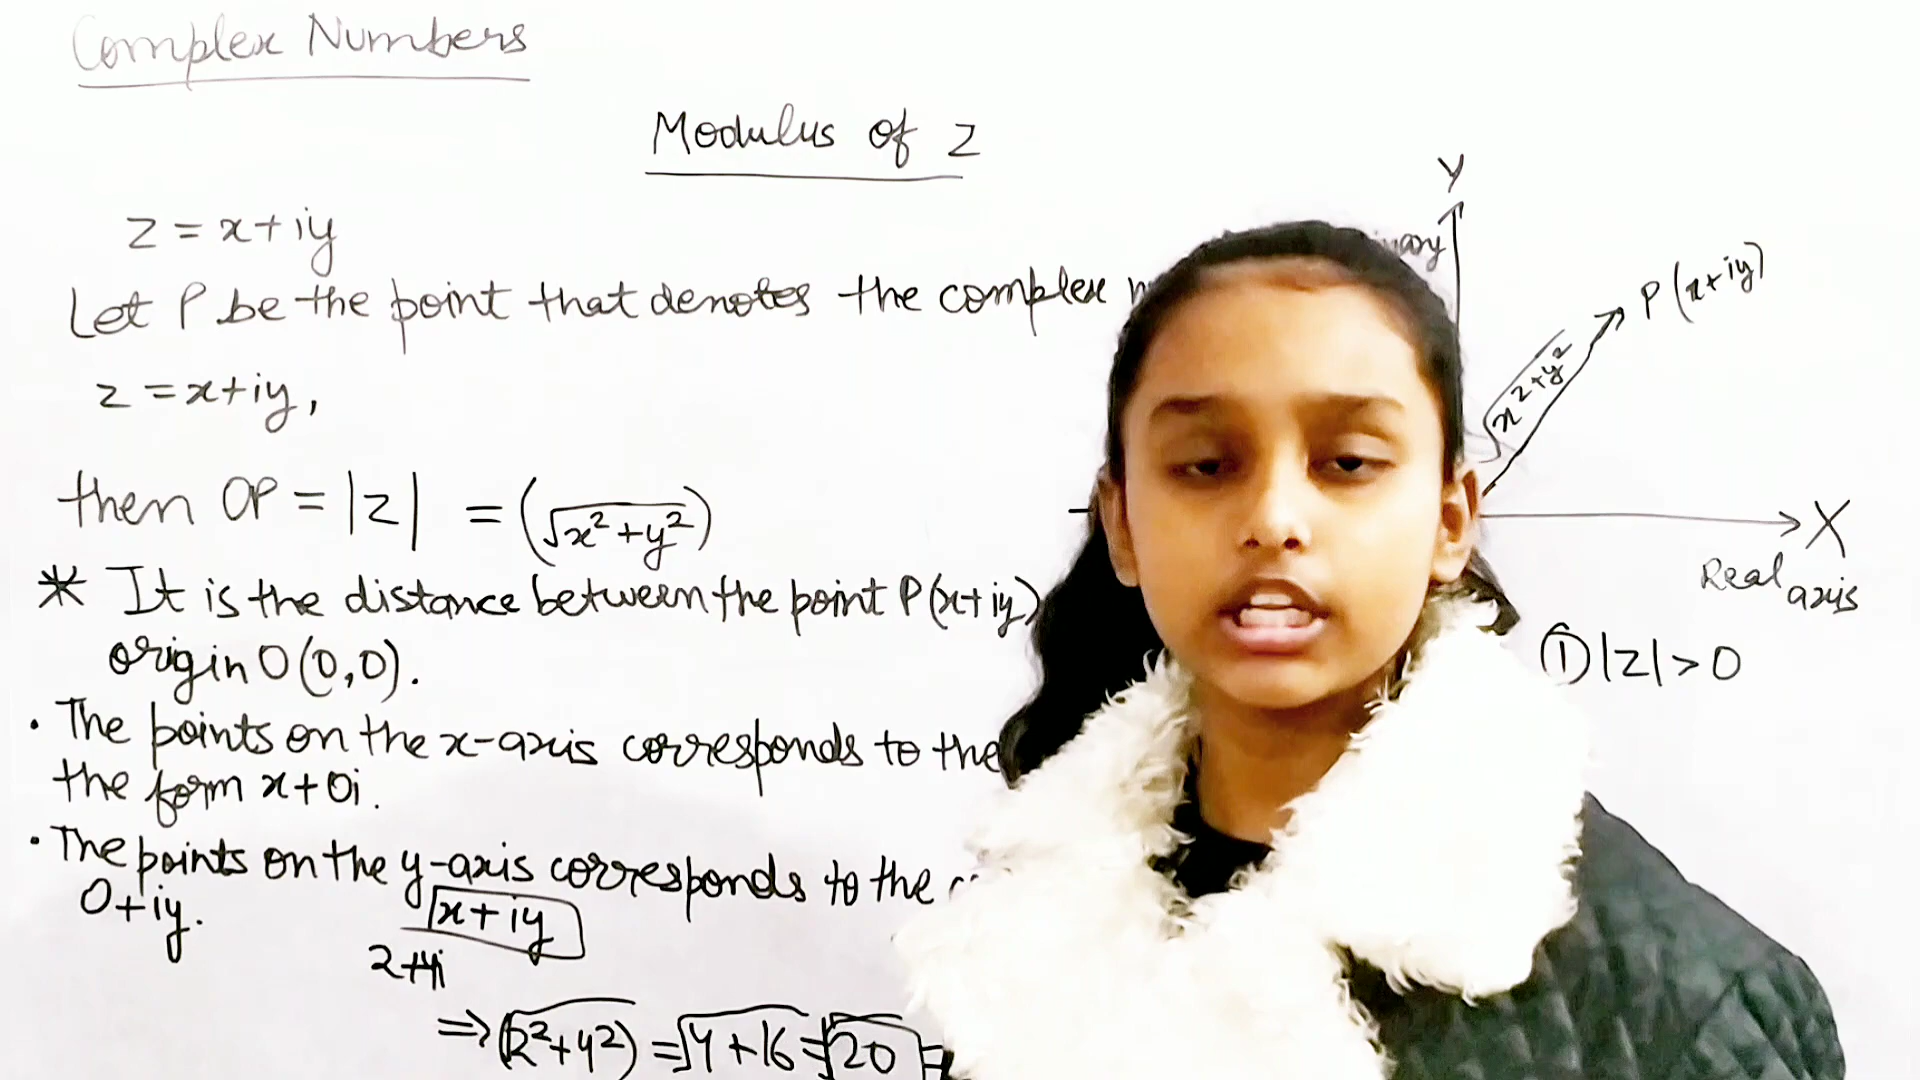 Complex Numbers
Modulus of z
z = x+iy
Let P be the point that denotes the complex
z = x+iy,
then OP = |z| = (√x²+y²)
* It is the distance between the point P(x+iy)
origin O(0,0).
• The points on the x-axis corresponds to the
the form x+0i.
• The points on the y-axis corresponds to the
0+iy.
x+iy
2+4i
⇒ √(2²+4²) = √4+16 = √20 =
Y
P(x+iy)
√x²+y²
X
Real axis
① |z| > 0